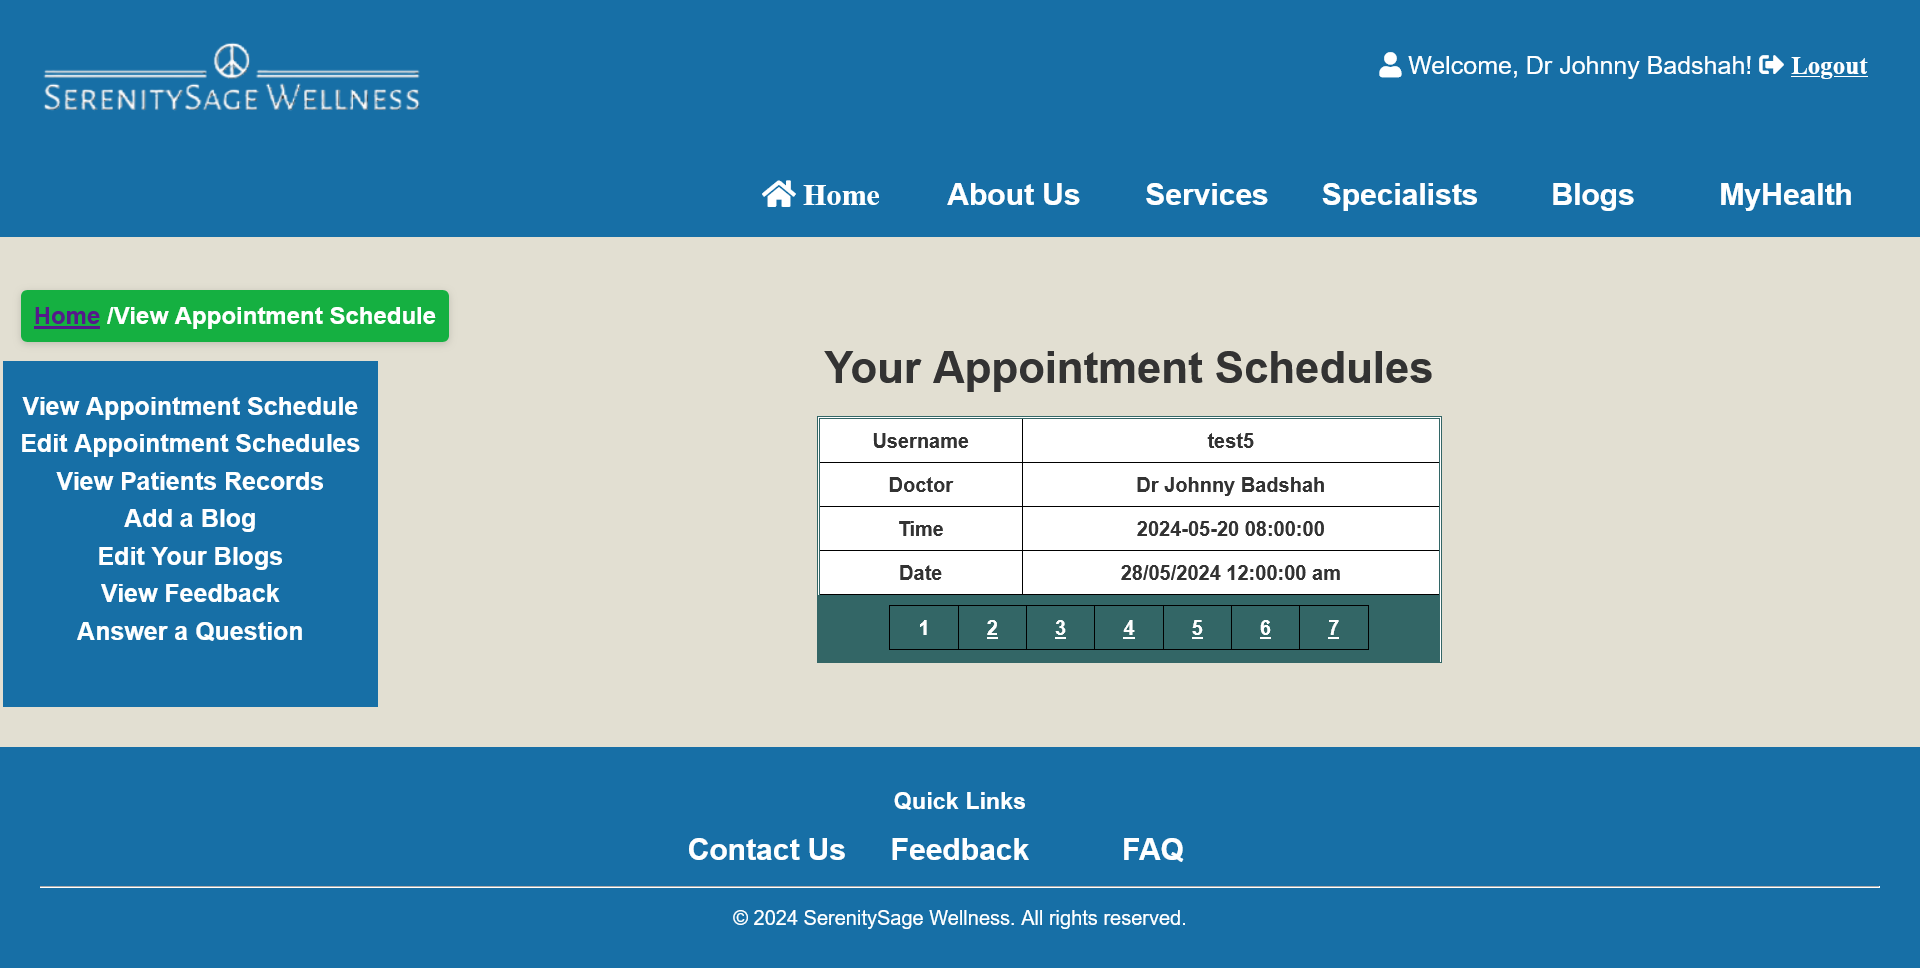 SERENITYSAGE WELLNESS
Welcome, Dr Johnny Badshah! Logout
Home About Us Services Specialists Blogs MyHealth
Home /View Appointment Schedule
View Appointment Schedule
Edit Appointment Schedules
View Patients Records
Add a Blog
Edit Your Blogs
View Feedback
Answer a Question
Your Appointment Schedules
Username test5
Doctor Dr Johnny Badshah
Time 2024-05-20 08:00:00
Date 28/05/2024 12:00:00 am
1 2 3 4 5 6 7
Quick Links
Contact Us Feedback FAQ
© 2024 SerenitySage Wellness. All rights reserved.